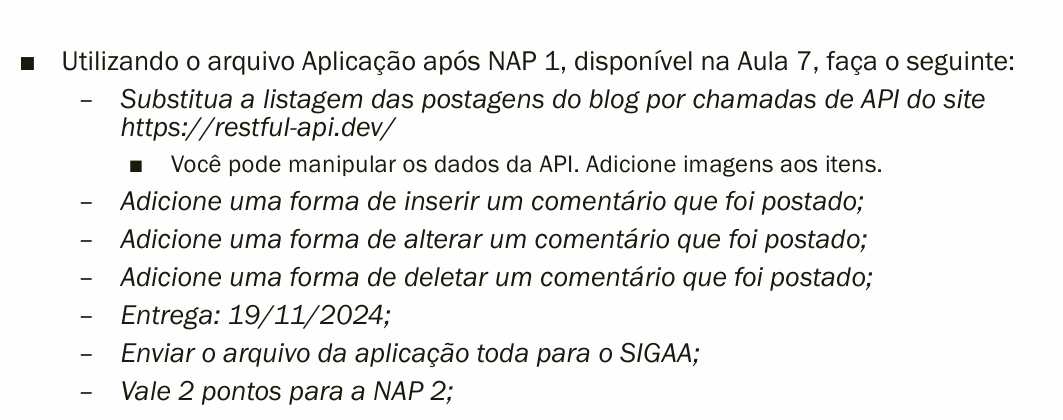 ▪ Utilizando o arquivo Aplicação após NAP 1, disponível na Aula 7, faça o seguinte:
– Substitua a listagem das postagens do blog por chamadas de API do site
https://restful-api.dev/
▪ Você pode manipular os dados da API. Adicione imagens aos itens.
– Adicione uma forma de inserir um comentário que foi postado;
– Adicione uma forma de alterar um comentário que foi postado;
– Adicione uma forma de deletar um comentário que foi postado;
– Entrega: 19/11/2024;
– Enviar o arquivo da aplicação toda para o SIGAA;
– Vale 2 pontos para a NAP 2;